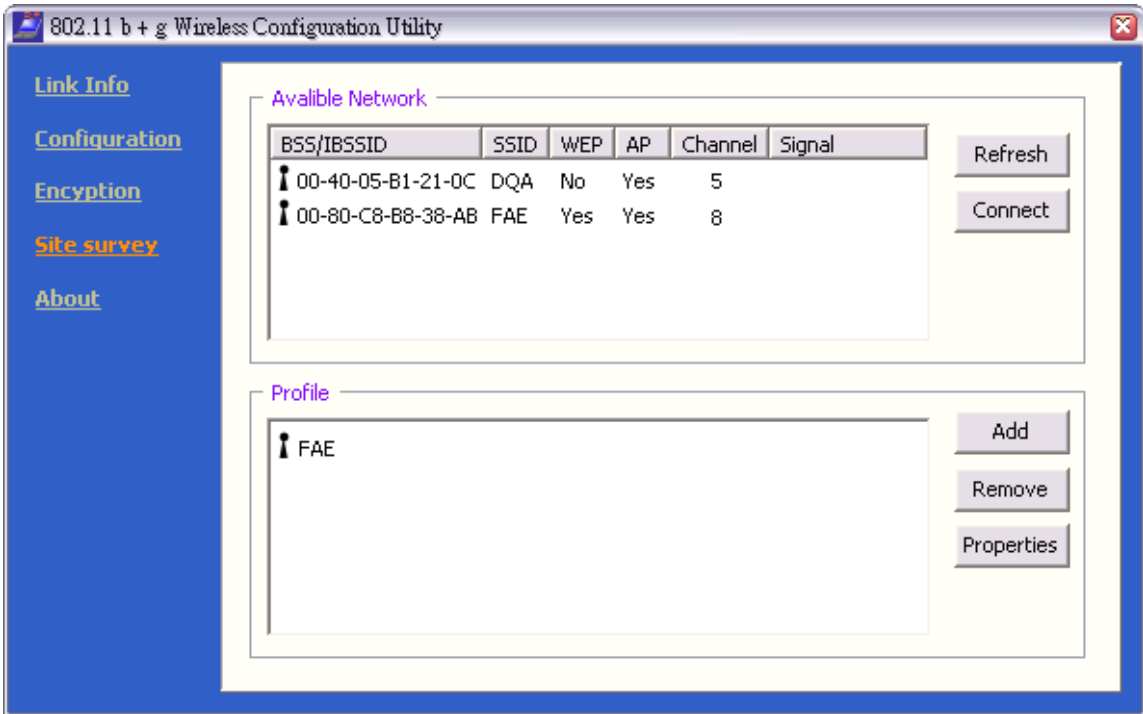 802.11 b + g Wireless Configuration Utility
Link Info
Configuration
Encyption
Site survey
About
Avalible Network
BSS/IBSSID SSID WEP AP Channel Signal
00-40-05-B1-21-0C DQA No Yes 5
00-80-C8-B8-38-AB FAE Yes Yes 8
Refresh
Connect
Profile
FAE
Add
Remove
Properties